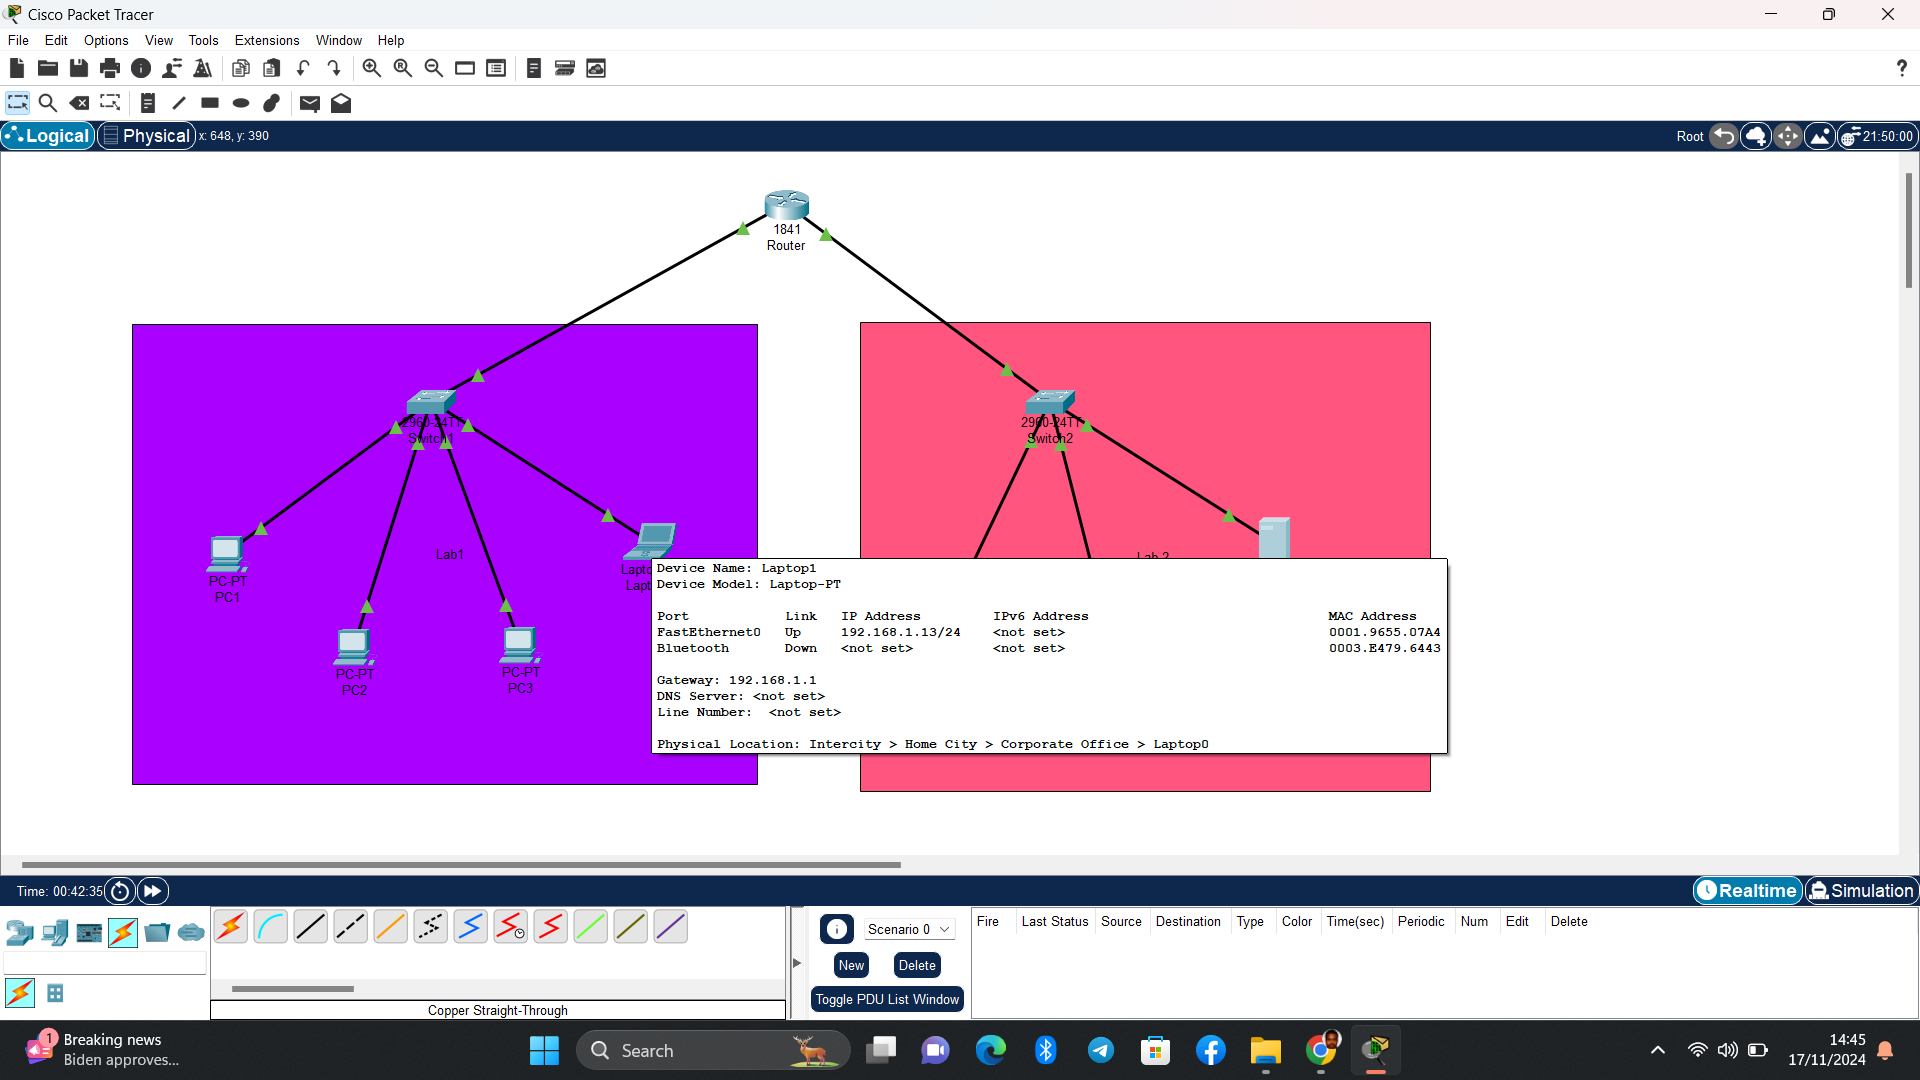 Cisco Packet Tracer
File Edit Options View Tools Extensions Window Help
?
Logical Physical x: 648, y: 390 Root 21:50:00
1841
Router
2960-24TT
Switch1
2960-24TT
Switch2
Lab1
PC-PT
PC1
PC-PT
PC2
PC-PT
PC3
Device Name: Laptop1
Device Model: Laptop-PT
Port Link IP Address IPv6 Address MAC Address
FastEthernet0 Up 192.168.1.13/24 <not set> 0001.9655.07A4
Bluetooth Down <not set> <not set> 0003.E479.6443
Gateway: 192.168.1.1
DNS Server: <not set>
Line Number: <not set>
Physical Location: Intercity > Home City > Corporate Office > Laptop0
Time: 00:42:35 Realtime Simulation
Scenario 0
New Delete
Toggle PDU List Window
Fire Last Status Source Destination Type Color Time(sec) Periodic Num Edit Delete
Copper Straight-Through
1
Breaking news
Biden approves...
Search
14:45
17/11/2024